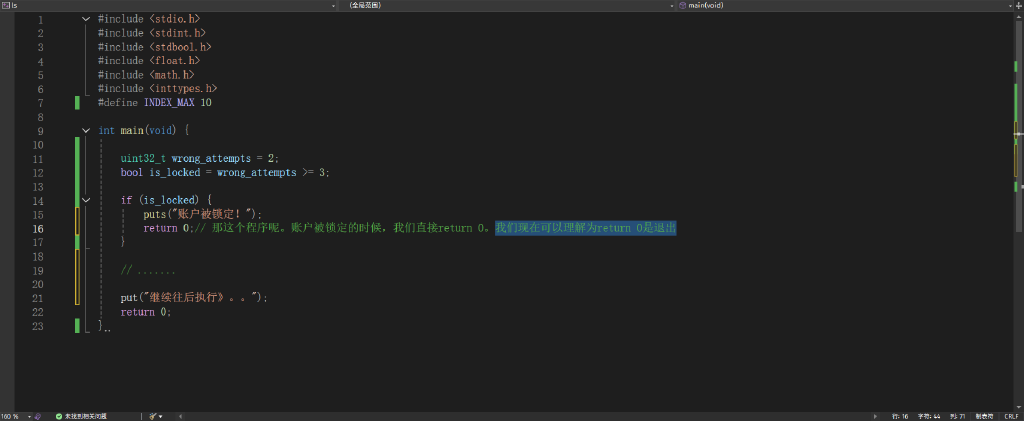 ls (全局范围) main(void)
1 #include <stdio.h>
2 #include <stdint.h>
3 #include <stdbool.h>
4 #include <float.h>
5 #include <math.h>
6 #include <inttypes.h>
7 #define INDEX_MAX 10
8
9 int main(void) {
10
11 uint32_t wrong_attempts = 2;
12 bool is_locked = wrong_attempts >= 3;
13
14 if (is_locked) {
15 puts("账户被锁定！");
16 return 0;// 那这个程序呢。账户被锁定的时候，我们直接return 0。我们现在可以理解为return 0是退出
17 }
18
19 // .......
20
21 put("继续往后执行》。。");
22 return 0;
23 }
160 % 未找到相关问题 行: 16 字符: 44 列: 71 制表符 CRLF